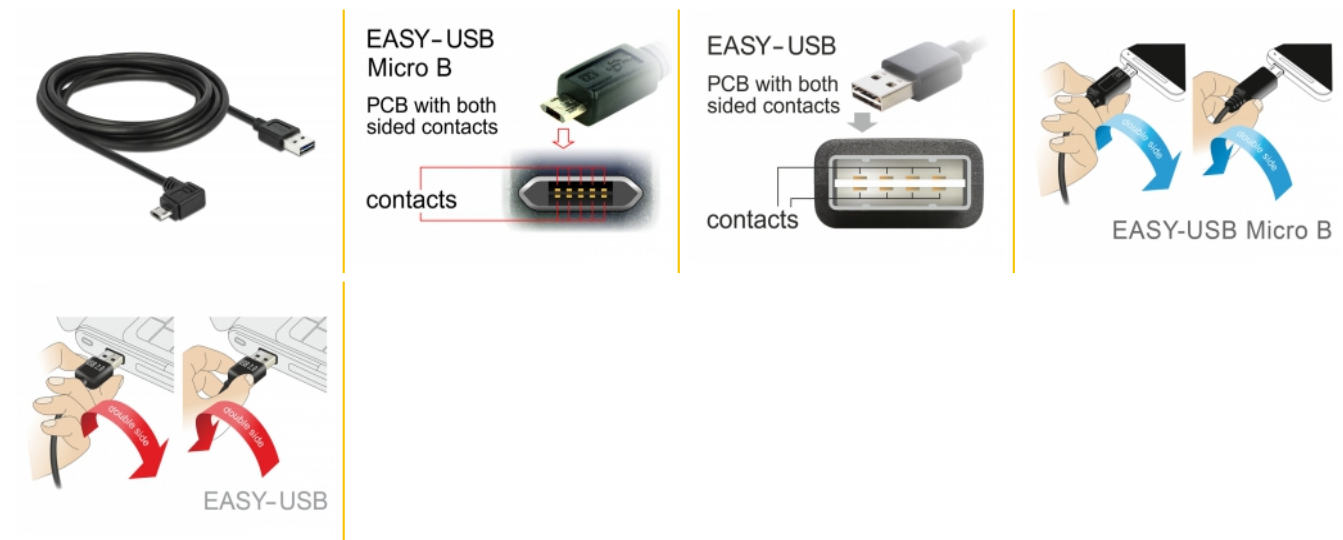 EASY-USB
Micro B
PCB with both
sided contacts
contacts
EASY-USB
PCB with both
sided contacts
contacts
double side
double side
EASY-USB Micro B
double side
double side
EASY-USB